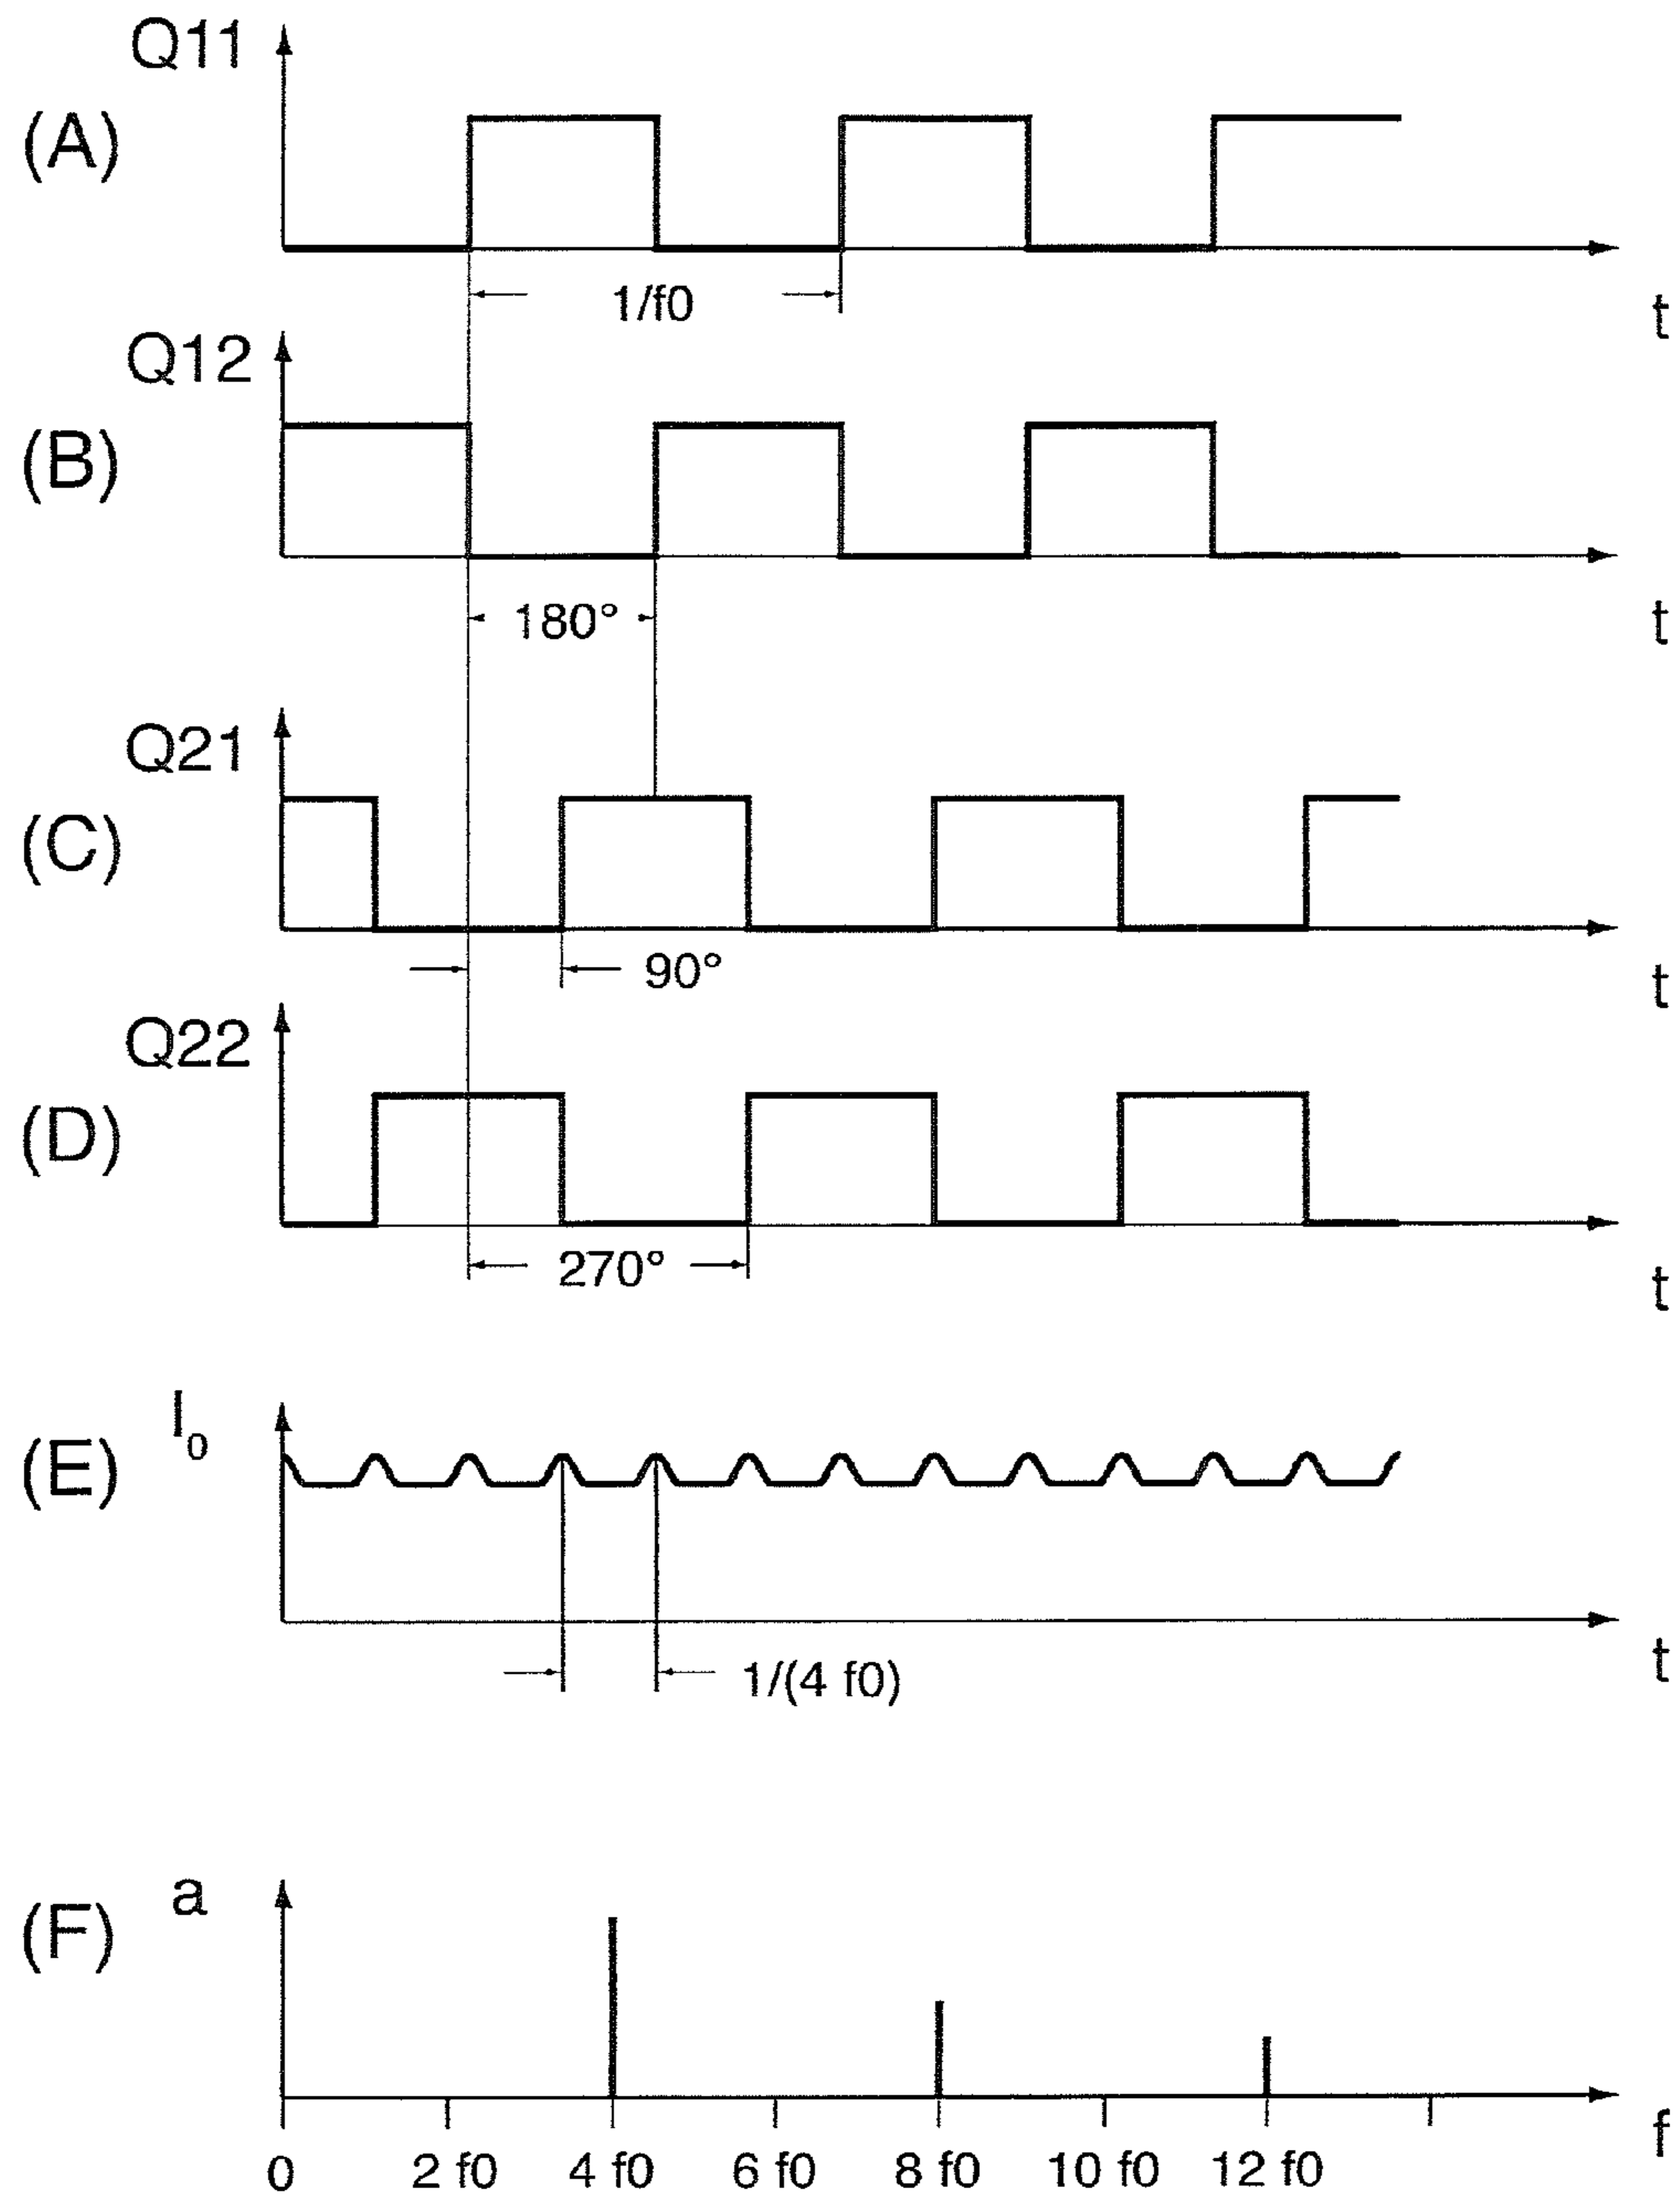 Q11
(A)
1/f0
t
Q12
(B)
180°
t
Q21
(C)
90°
t
Q22
(D)
270°
t
I0
(E)
1/(4 f0)
t
a
(F)
f
0 2 f0 4 f0 6 f0 8 f0 10 f0 12 f0